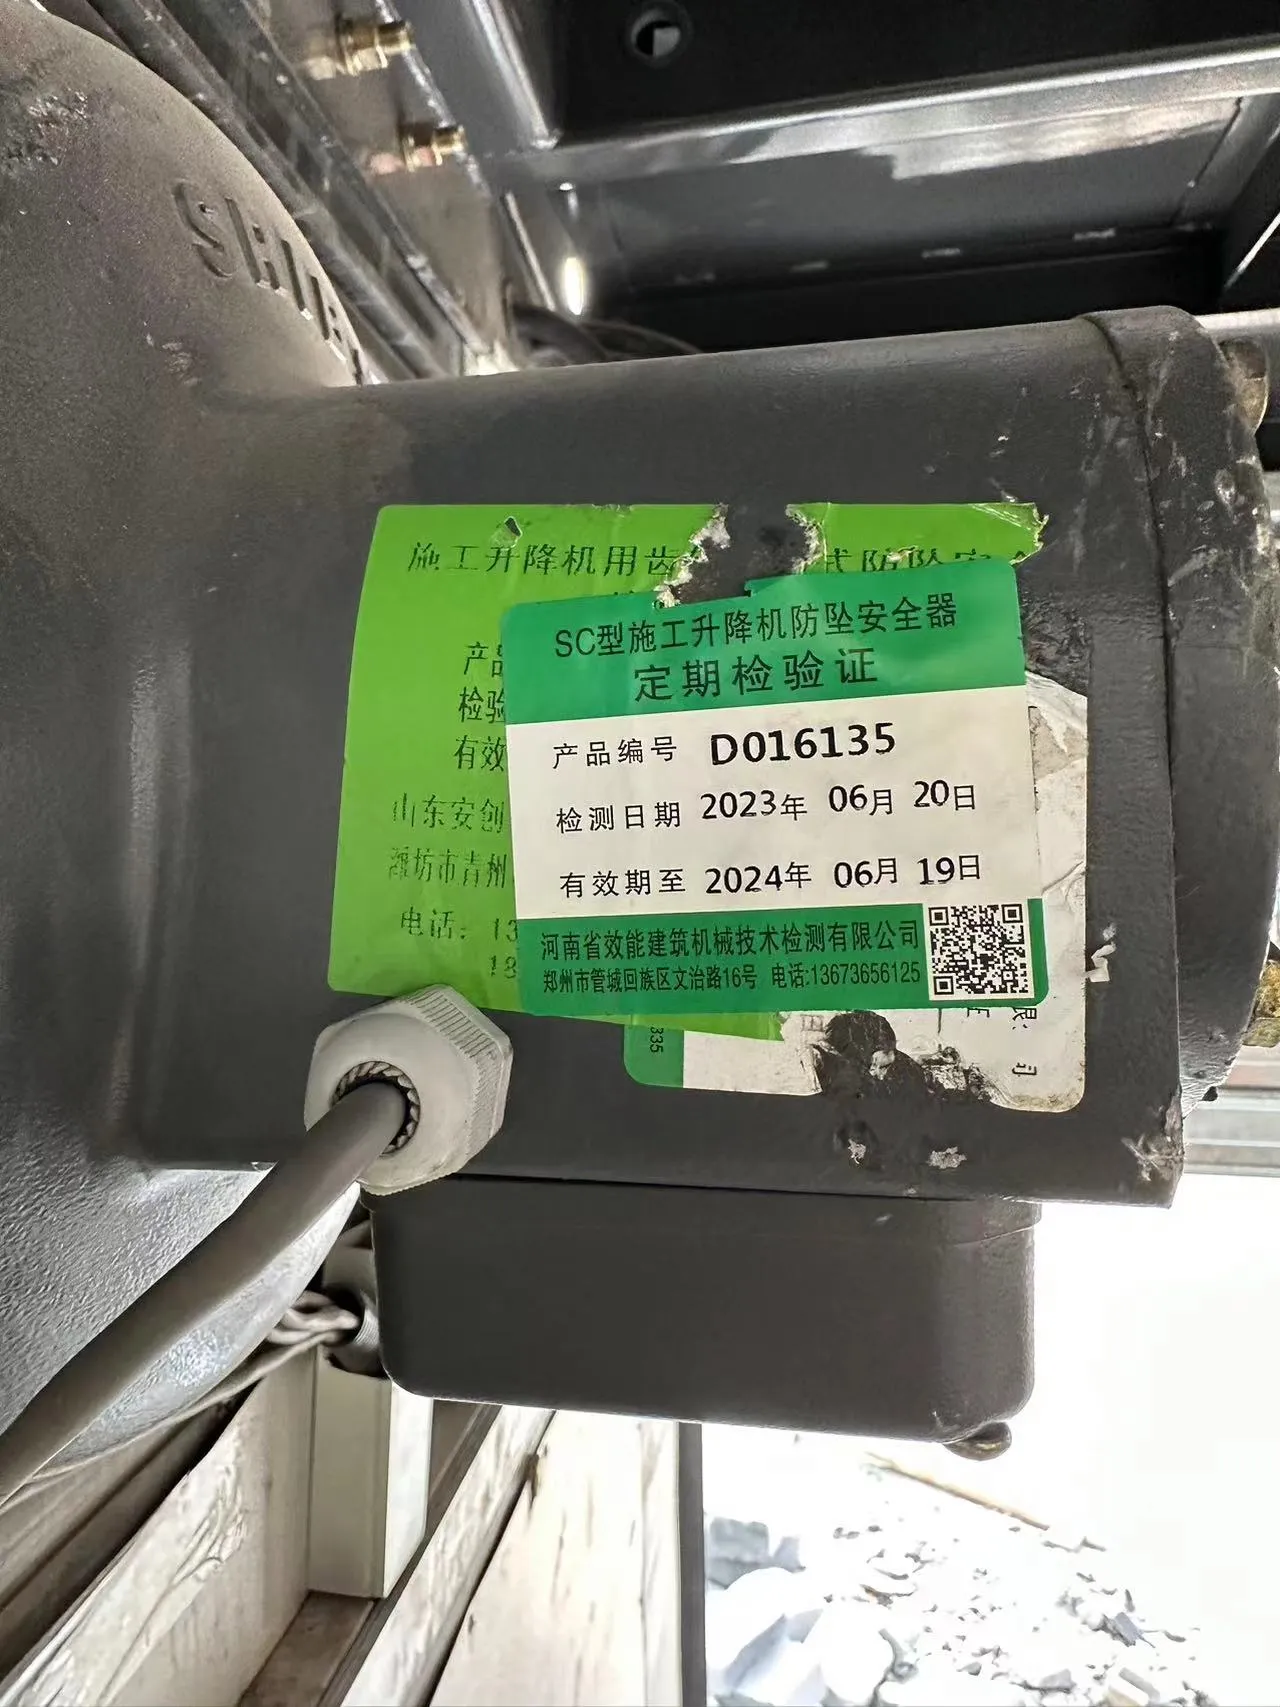 施工升降机用齿
式防坠安全
产品
检验
有效
山东安创
潍坊市青州
电话：13
18
SC型施工升降机防坠安全器
定期检验证
产品编号 D016135
检测日期 2023年 06月 20日
有效期至 2024年 06月 19日
河南省效能建筑机械技术检测有限公司
郑州市管城回族区文治路16号 电话:13673656125
335
限
司